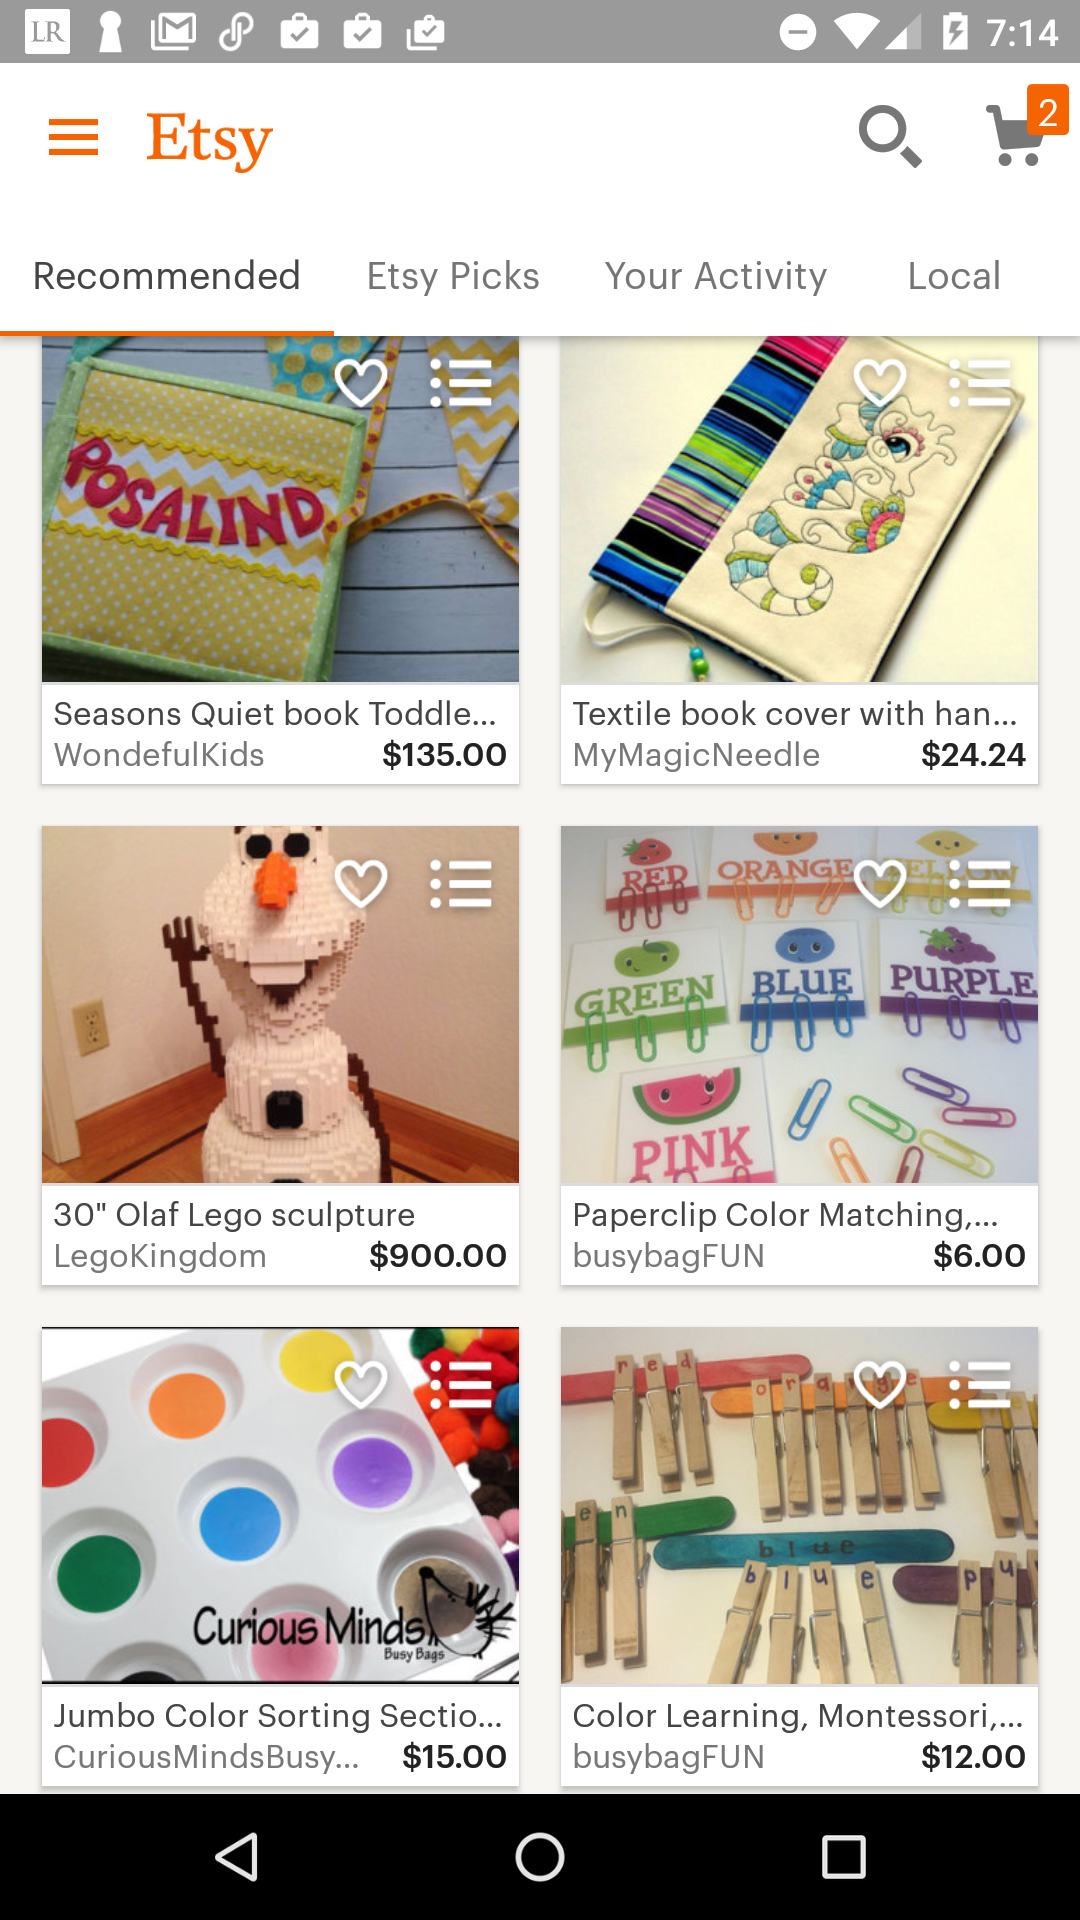 LR
7:14
Etsy
2
Recommended
Etsy Picks
Your Activity
Local
ROSALIND
Seasons Quiet book Toddle...
WondefulKids
$135.00
Textile book cover with han...
MyMagicNeedle
$24.24
RED
ORANGE
YELLOW
GREEN
BLUE
PURPLE
PINK
30" Olaf Lego sculpture
LegoKingdom
$900.00
Paperclip Color Matching,...
busybagFUN
$6.00
Curious Minds
Busy Bags
red
orange
en
blue
blue
pu
Jumbo Color Sorting Sectio...
CuriousMindsBusy...
$15.00
Color Learning, Montessori,...
busybagFUN
$12.00